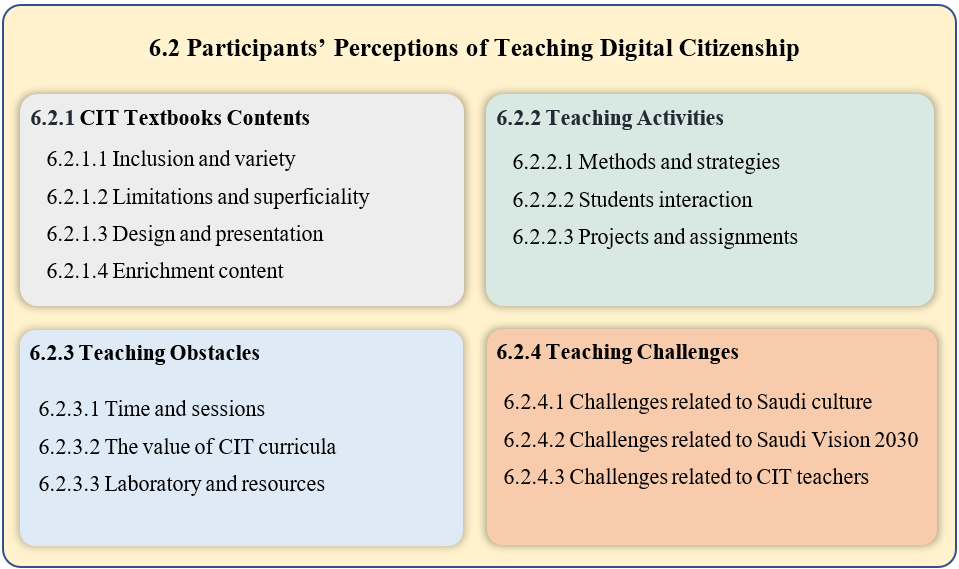 6.2 Participants’ Perceptions of Teaching Digital Citizenship
6.2.1 CIT Textbooks Contents
6.2.1.1 Inclusion and variety
6.2.1.2 Limitations and superficiality
6.2.1.3 Design and presentation
6.2.1.4 Enrichment content
6.2.2 Teaching Activities
6.2.2.1 Methods and strategies
6.2.2.2 Students interaction
6.2.2.3 Projects and assignments
6.2.3 Teaching Obstacles
6.2.3.1 Time and sessions
6.2.3.2 The value of CIT curricula
6.2.3.3 Laboratory and resources
6.2.4 Teaching Challenges
6.2.4.1 Challenges related to Saudi culture
6.2.4.2 Challenges related to Saudi Vision 2030
6.2.4.3 Challenges related to CIT teachers